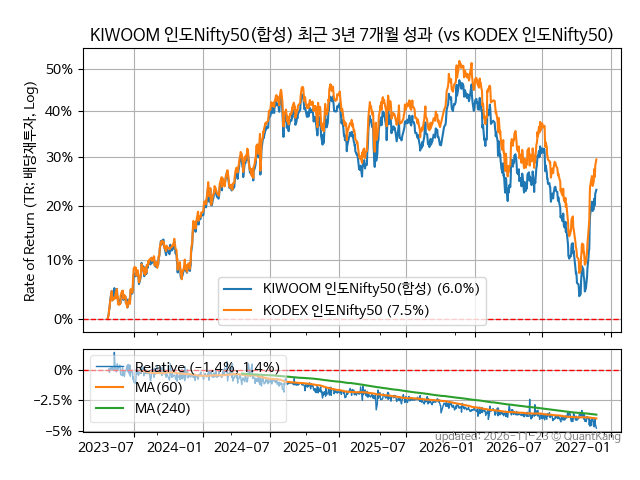 KIWOOM 인도Nifty50(합성) 최근 3년 7개월 성과 (vs KODEX 인도Nifty50)
Rate of Return (TR; 배당재투자, Log)
50%
40%
30%
20%
10%
0%
KIWOOM 인도Nifty50(합성) (6.0%)
KODEX 인도Nifty50 (7.5%)
0%
−2.5%
−5%
Relative (−1.4%, 1.4%)
MA(60)
MA(240)
updated: 2026-11-23 © QuantKang
2023-07 2024-01 2024-07 2025-01 2025-07 2026-01 2026-07 2027-01